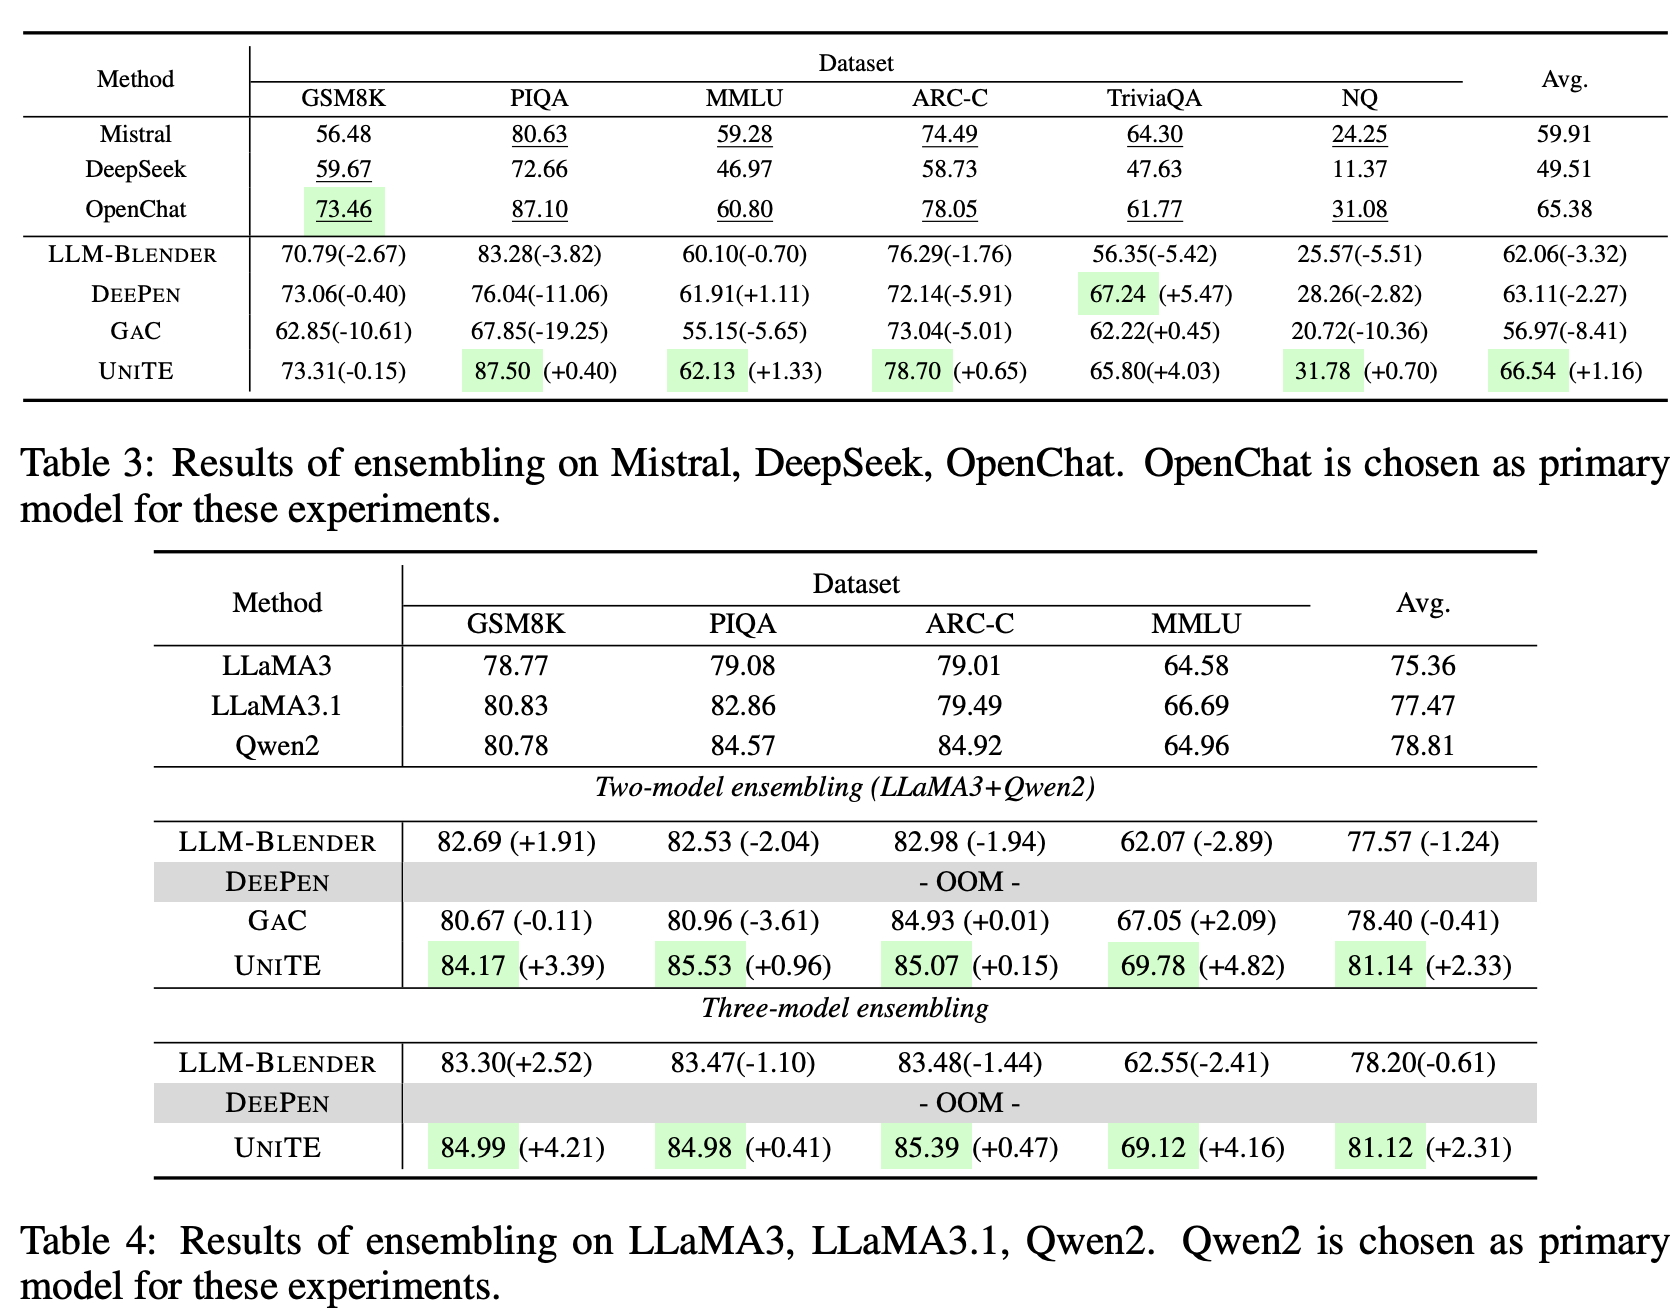 Method Dataset Avg.
GSM8K PIQA MMLU ARC-C TriviaQA NQ
Mistral 56.48 80.63 59.28 74.49 64.30 24.25 59.91
DeepSeek 59.67 72.66 46.97 58.73 47.63 11.37 49.51
OpenChat 73.46 87.10 60.80 78.05 61.77 31.08 65.38
LLM-BLENDER 70.79(-2.67) 83.28(-3.82) 60.10(-0.70) 76.29(-1.76) 56.35(-5.42) 25.57(-5.51) 62.06(-3.32)
DEEPEN 73.06(-0.40) 76.04(-11.06) 61.91(+1.11) 72.14(-5.91) 67.24 (+5.47) 28.26(-2.82) 63.11(-2.27)
GAC 62.85(-10.61) 67.85(-19.25) 55.15(-5.65) 73.04(-5.01) 62.22(+0.45) 20.72(-10.36) 56.97(-8.41)
UNITE 73.31(-0.15) 87.50 (+0.40) 62.13 (+1.33) 78.70 (+0.65) 65.80(+4.03) 31.78 (+0.70) 66.54 (+1.16)
Table 3: Results of ensembling on Mistral, DeepSeek, OpenChat. OpenChat is chosen as primary
model for these experiments.
Method Dataset Avg.
GSM8K PIQA ARC-C MMLU
LLaMA3 78.77 79.08 79.01 64.58 75.36
LLaMA3.1 80.83 82.86 79.49 66.69 77.47
Qwen2 80.78 84.57 84.92 64.96 78.81
Two-model ensembling (LLaMA3+Qwen2)
LLM-BLENDER 82.69 (+1.91) 82.53 (-2.04) 82.98 (-1.94) 62.07 (-2.89) 77.57 (-1.24)
DEEPEN - OOM -
GAC 80.67 (-0.11) 80.96 (-3.61) 84.93 (+0.01) 67.05 (+2.09) 78.40 (-0.41)
UNITE 84.17 (+3.39) 85.53 (+0.96) 85.07 (+0.15) 69.78 (+4.82) 81.14 (+2.33)
Three-model ensembling
LLM-BLENDER 83.30(+2.52) 83.47(-1.10) 83.48(-1.44) 62.55(-2.41) 78.20(-0.61)
DEEPEN - OOM -
UNITE 84.99 (+4.21) 84.98 (+0.41) 85.39 (+0.47) 69.12 (+4.16) 81.12 (+2.31)
Table 4: Results of ensembling on LLaMA3, LLaMA3.1, Qwen2. Qwen2 is chosen as primary
model for these experiments.